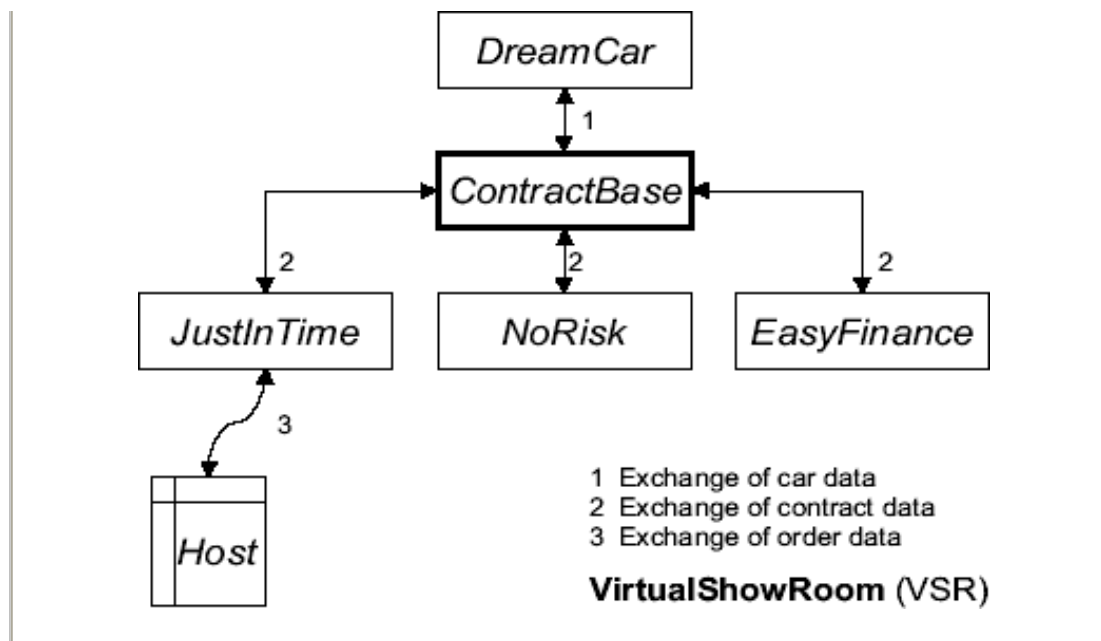 DreamCar
1
ContractBase
2
2
2
JustInTime
NoRisk
EasyFinance
3
Host
1 Exchange of car data
2 Exchange of contract data
3 Exchange of order data
VirtualShowRoom (VSR)